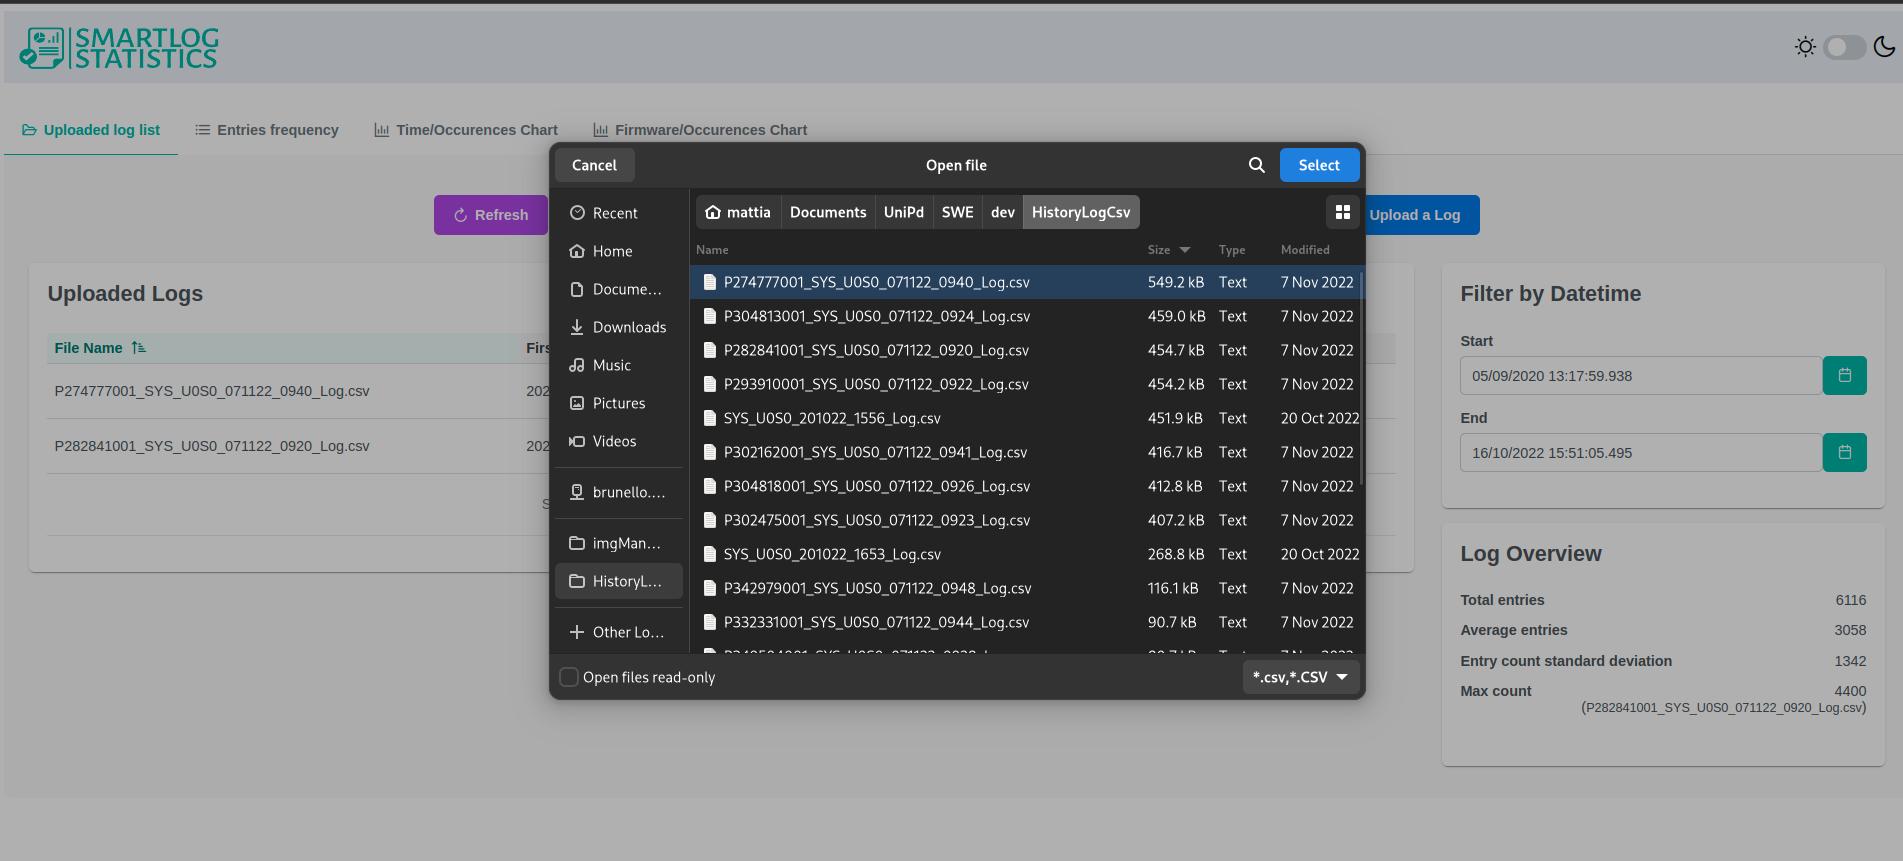 SMARTLOG
STATISTICS
Uploaded log list
Entries frequency
Time/Occurences Chart
Firmware/Occurences Chart
Refresh
Upload a Log
Uploaded Logs
File Name
P274777001_SYS_U0S0_071122_0940_Log.csv
P282841001_SYS_U0S0_071122_0920_Log.csv
Cancel
Open file
Select
Recent
Home
Docume...
Downloads
Music
Pictures
Videos
brunello....
imgMan...
HistoryL...
Other Lo...
mattia Documents UniPd SWE dev HistoryLogCsv
Name Size Type Modified
P274777001_SYS_U0S0_071122_0940_Log.csv 549.2 kB Text 7 Nov 2022
P304813001_SYS_U0S0_071122_0924_Log.csv 459.0 kB Text 7 Nov 2022
P282841001_SYS_U0S0_071122_0920_Log.csv 454.7 kB Text 7 Nov 2022
P293910001_SYS_U0S0_071122_0922_Log.csv 454.2 kB Text 7 Nov 2022
SYS_U0S0_201022_1556_Log.csv 451.9 kB Text 20 Oct 2022
P302162001_SYS_U0S0_071122_0941_Log.csv 416.7 kB Text 7 Nov 2022
P304818001_SYS_U0S0_071122_0926_Log.csv 412.8 kB Text 7 Nov 2022
P302475001_SYS_U0S0_071122_0923_Log.csv 407.2 kB Text 7 Nov 2022
SYS_U0S0_201022_1653_Log.csv 268.8 kB Text 20 Oct 2022
P342979001_SYS_U0S0_071122_0948_Log.csv 116.1 kB Text 7 Nov 2022
P332331001_SYS_U0S0_071122_0944_Log.csv 90.7 kB Text 7 Nov 2022
Open files read-only
*.csv,*.CSV
Filter by Datetime
Start
05/09/2020 13:17:59.938
End
16/10/2022 15:51:05.495
Log Overview
Total entries 6116
Average entries 3058
Entry count standard deviation 1342
Max count 4400
(P282841001_SYS_U0S0_071122_0920_Log.csv)